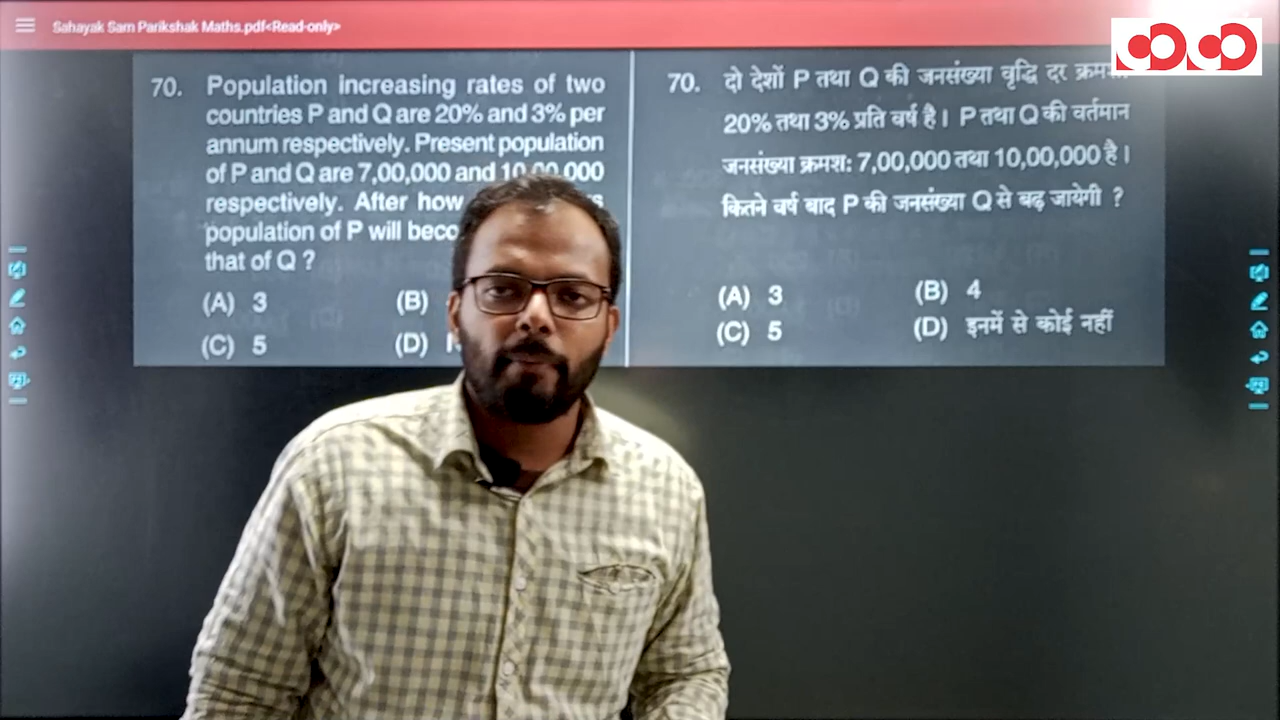 Sahayak Sam Parikshak Maths.pdf<Read-only>
70. Population increasing rates of two
countries P and Q are 20% and 3% per
annum respectively. Present population
of P and Q are 7,00,000 and 10,00,000
respectively. After how
population of P will
that of Q ?
(A) 3 (B)
(C) 5 (D)
70. दो देशों P तथा Q की जनसंख्या वृद्धि दर
20% तथा 3% प्रति वर्ष है। P तथा Q की वर्तमान
जनसंख्या क्रमश: 7,00,000 तथा 10,00,000 है।
कितने वर्ष बाद P की जनसंख्या Q से बढ़ जायेगी ?
(A) 3 (B) 4
(C) 5 (D) इनमें से कोई नहीं